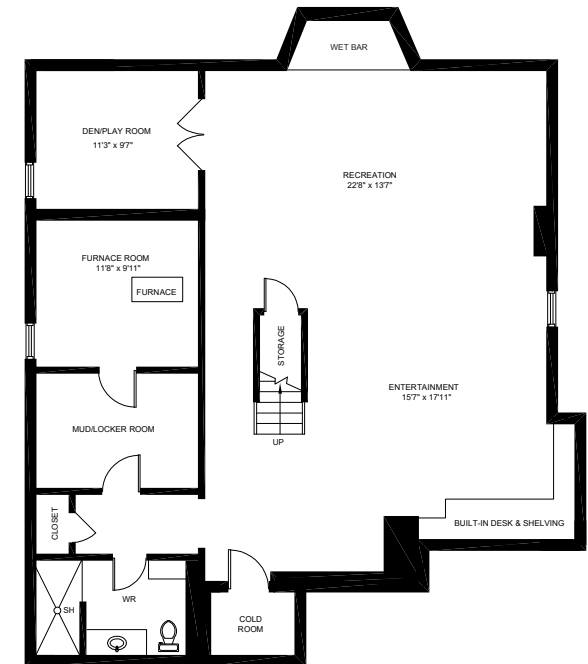 WET BAR
DEN/PLAY ROOM
11'3" x 9'7"
RECREATION
22'8" x 13'7"
FURNACE ROOM
11'8" x 9'11"
FURNACE
STORAGE
ENTERTAINMENT
15'7" x 17'11"
MUD/LOCKER ROOM
UP
CLOSET
BUILT-IN DESK & SHELVING
SH
WR
COLD
ROOM